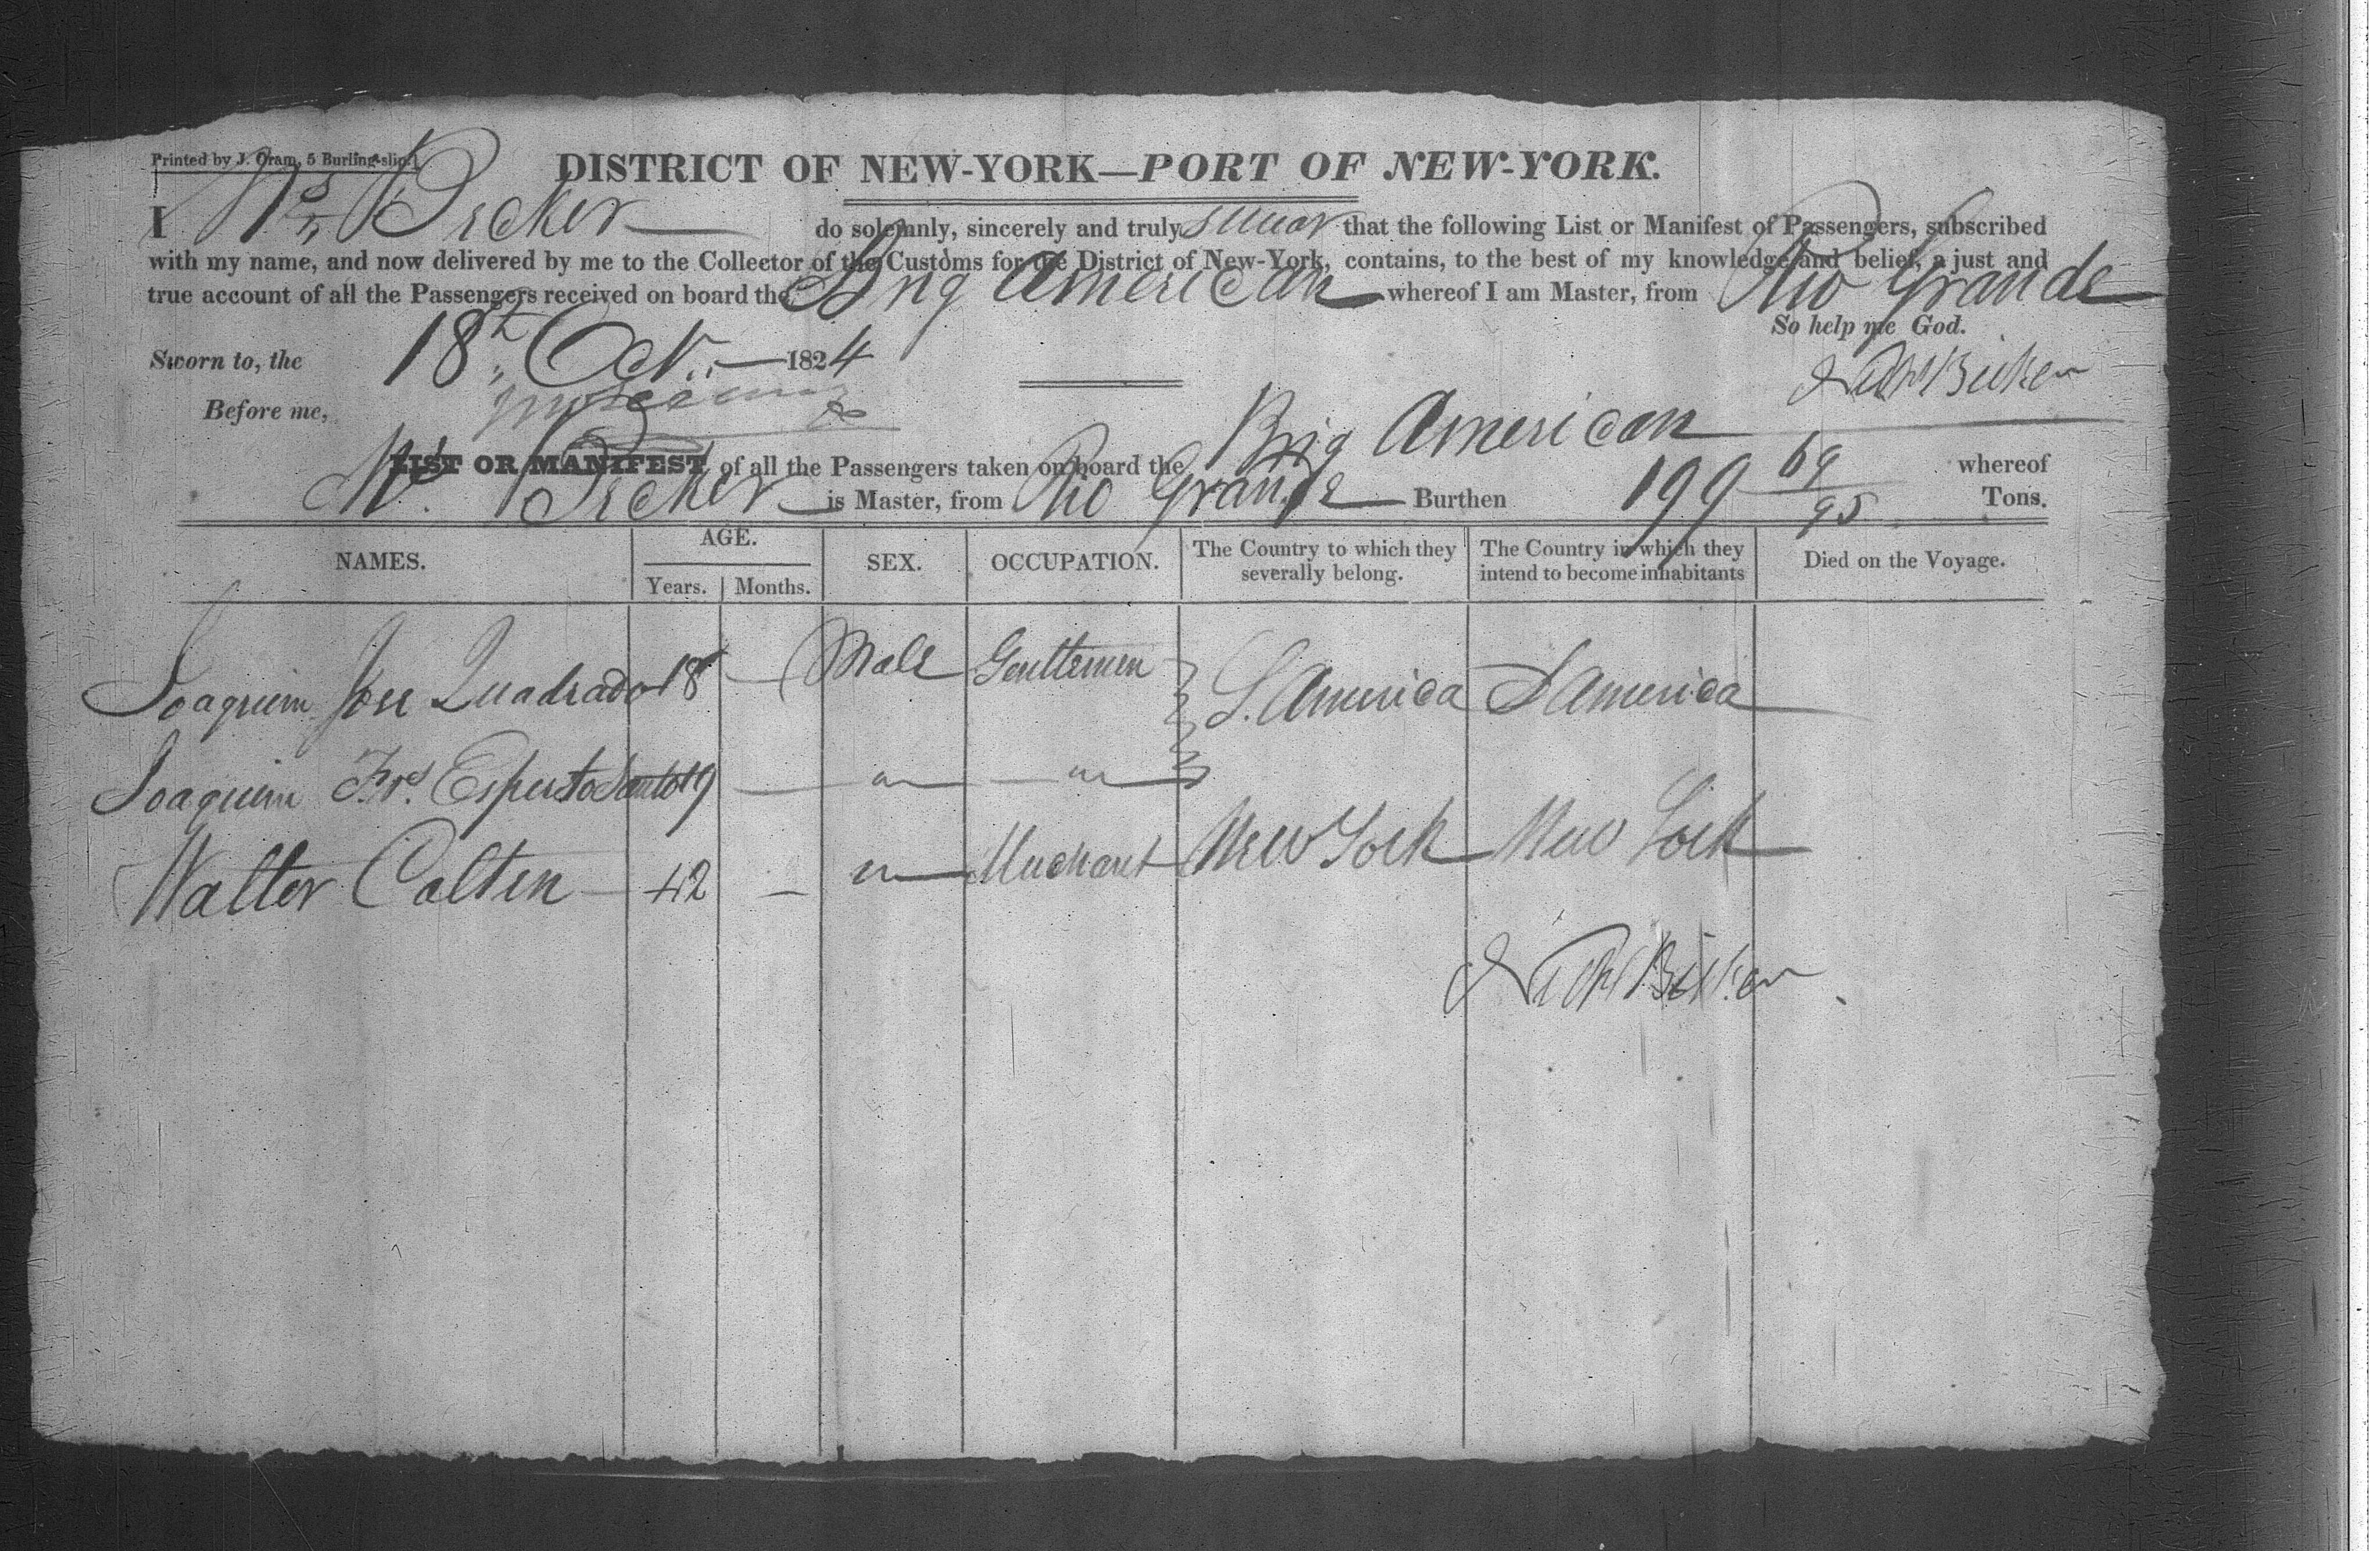 Printed by J. Oram, 5 Burling-slip.
DISTRICT OF NEW-YORK—PORT OF NEW-YORK.
I do solemnly, sincerely and truly swear that the following List or Manifest of Passengers, subscribed
with my name, and now delivered by me to the Collector of the Customs for the District of New-York, contains, to the best of my knowledge and belief, a just and
true account of all the Passengers received on board the Brig American whereof I am Master, from Rio Grande
So help me God.
Sworn to, the 18th Oct. 1824
Before me,
LIST OR MANIFEST of all the Passengers taken on board the Brig American whereof
is Master, from Rio Grande Burthen 199 69/95 Tons.
NAMES. AGE. Years. Months. SEX. OCCUPATION. The Country to which they severally belong. The Country in which they intend to become inhabitants Died on the Voyage.
Joaquim Jose Quadrado 18 — Male Gentlemen S. America S America
Joaquim Frs. Esperto Santo 19 — " — " —
Walter Colten — 42 — " — Merchant New York — New York —